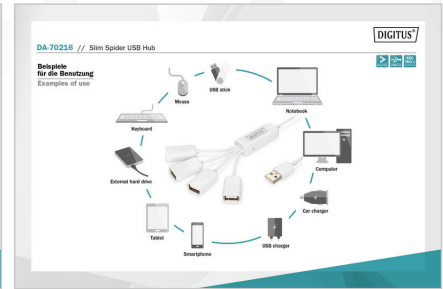 DIGITUS®
DA-70216 // Slim Spider USB Hub
Beispiele
für die Benutzung
Examples of use
Mouse
USB stick
Notebook
Keyboard
DIGITUS
Computer
External hard drive
Car charger
Tablet
USB charger
Smartphone